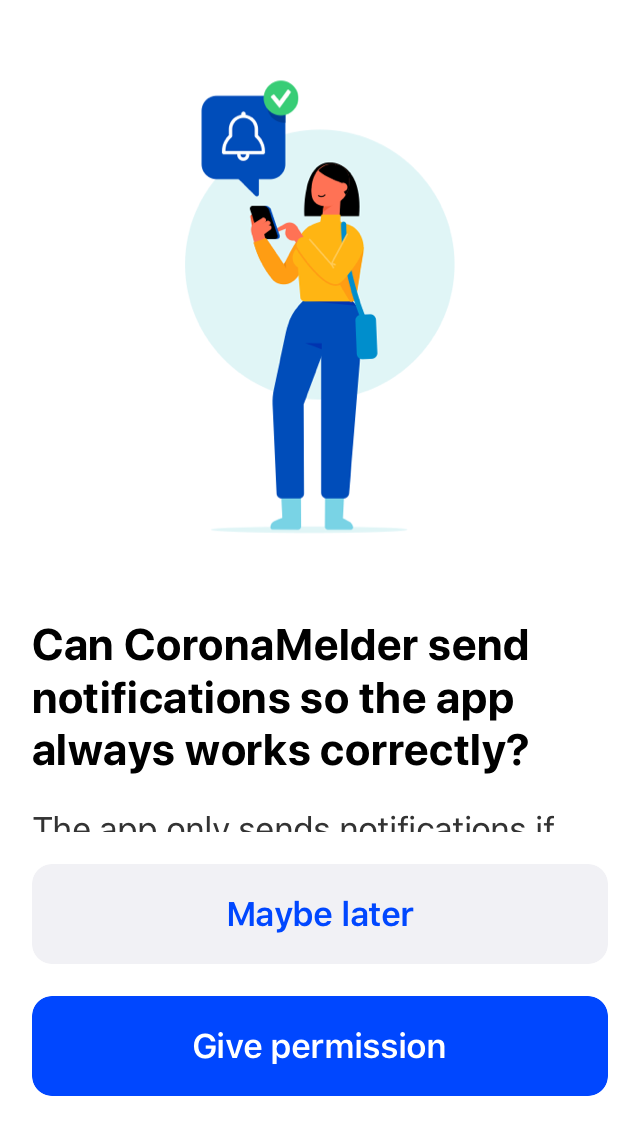 Can CoronaMelder send
notifications so the app
always works correctly?
The app only sends notifications if
Maybe later
Give permission